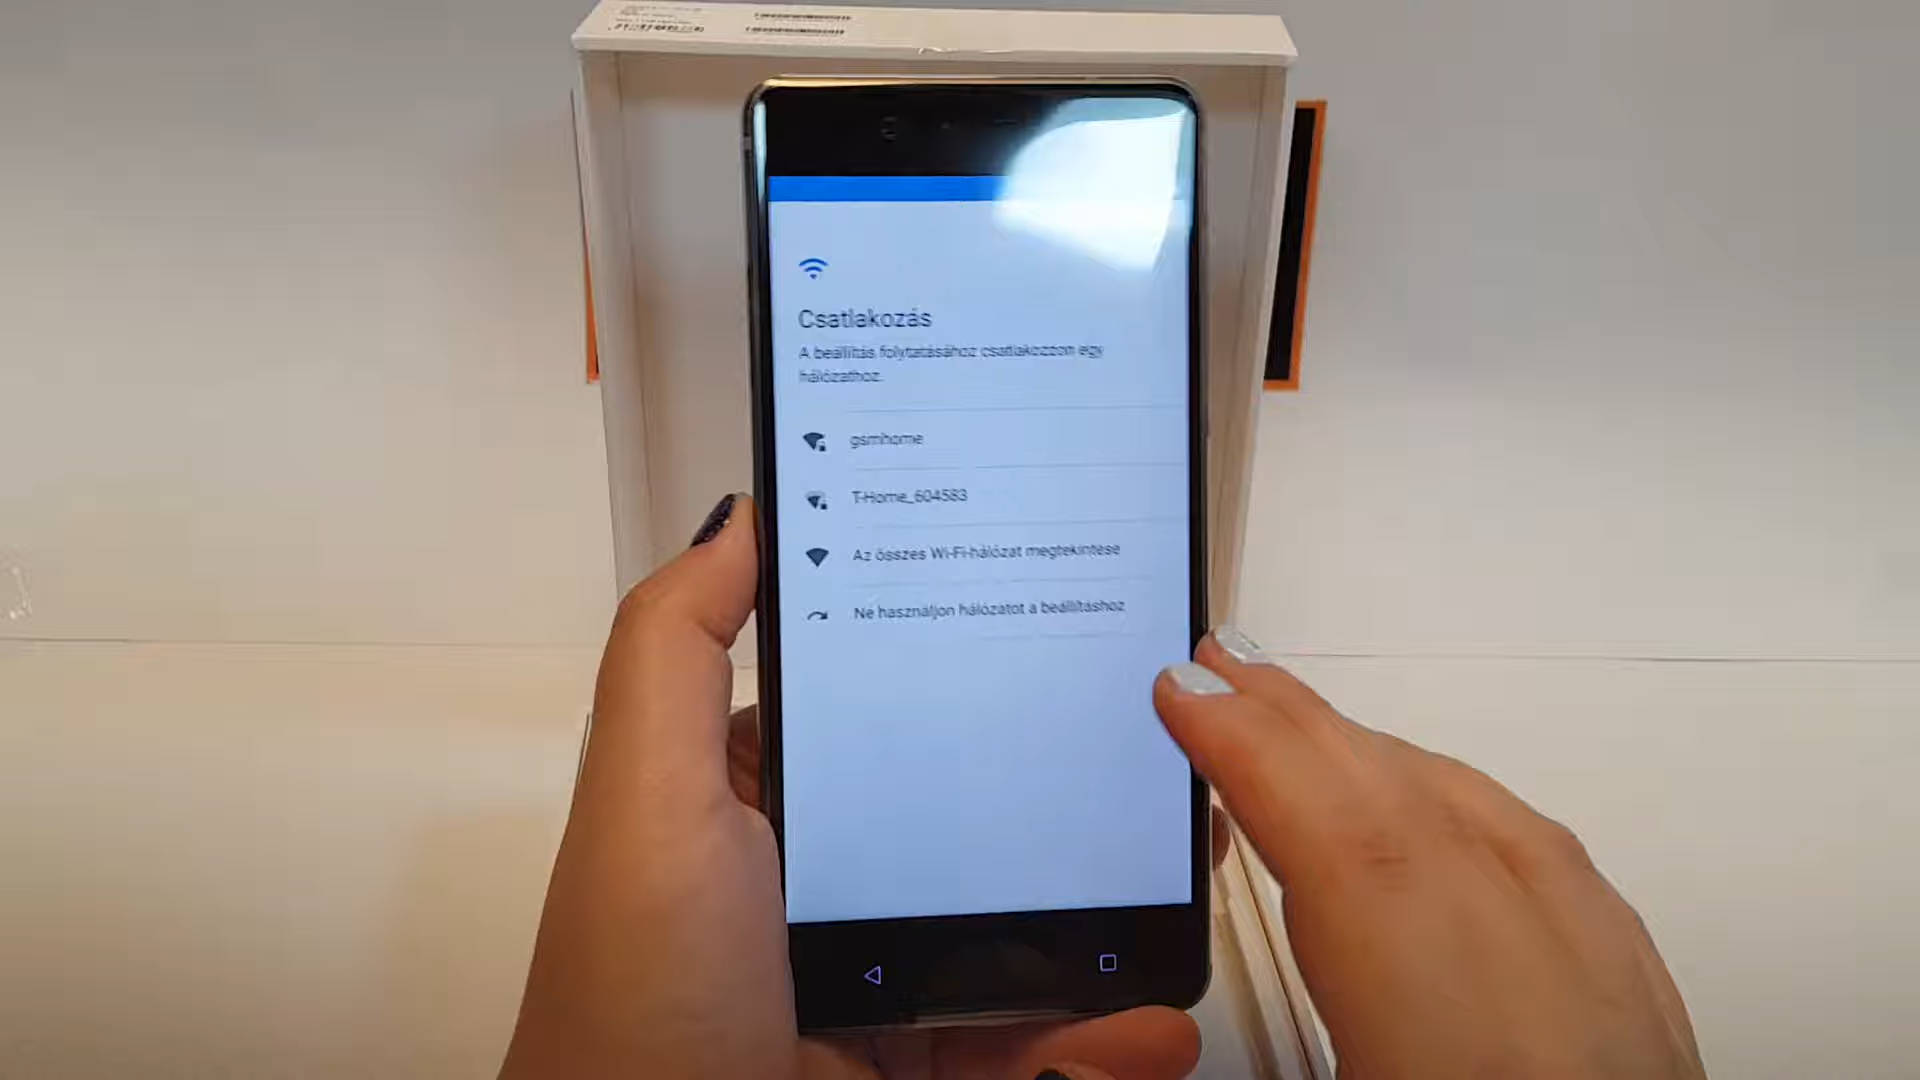 Csatlakozás
A beállítás folytatásához csatlakozzon egy
hálózathoz.
gsmhome
T-Home_604583
Az összes Wi-Fi-hálózat megtekintése
Ne használjon hálózatot a beállításhoz